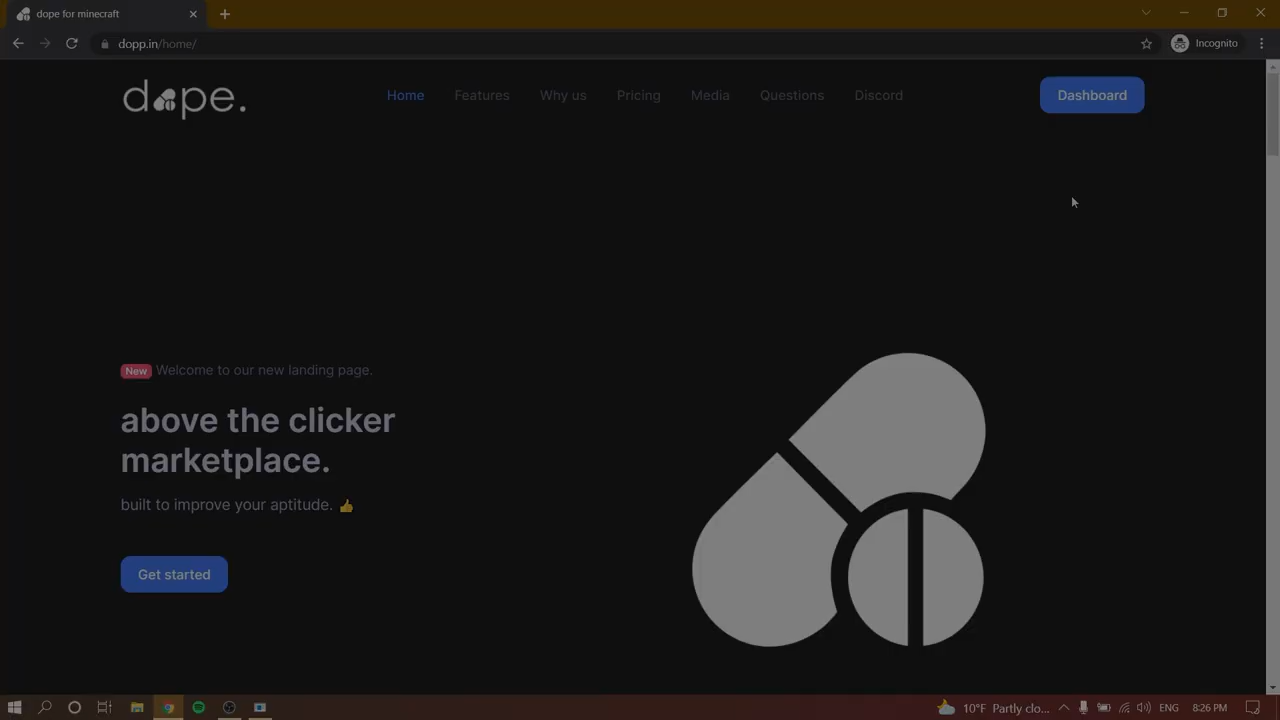 dope for minecraft
dopp.in/home/
Incognito
dope.
Home
Features
Why us
Pricing
Media
Questions
Discord
Dashboard
New Welcome to our new landing page.
above the clicker
marketplace.
built to improve your aptitude. 👍
Get started
10°F Partly clo...
ENG
8:26 PM